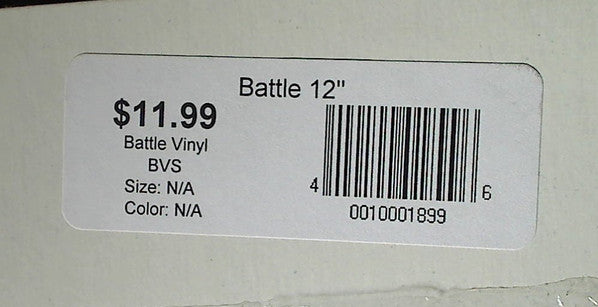 Battle 12"
$11.99
Battle Vinyl
BVS
Size: N/A
Color: N/A
4 0010001899 6